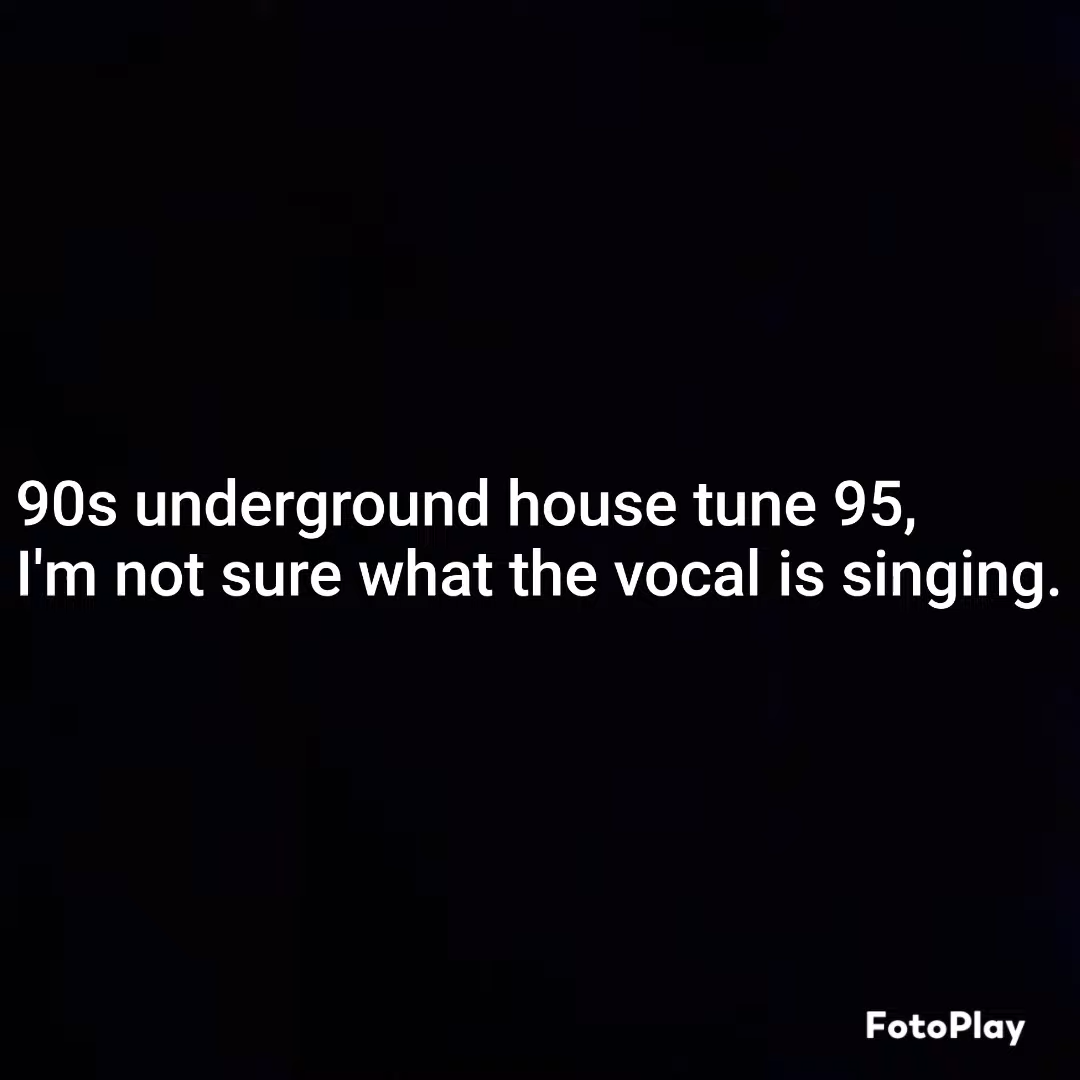 90s underground house tune 95,
I'm not sure what the vocal is singing.
FotoPlay